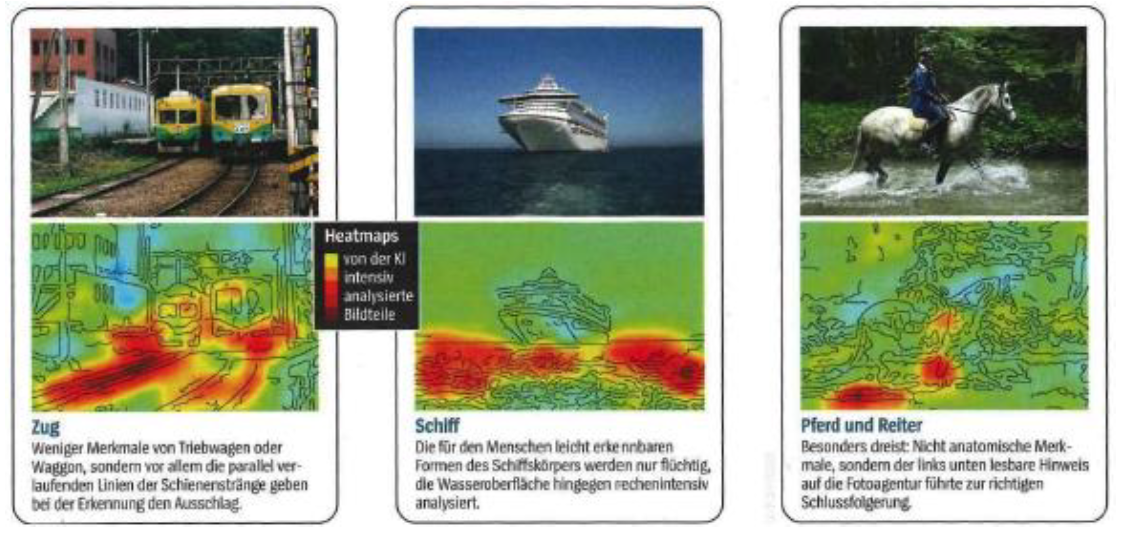 Heatmaps
von der KI
intensiv
analysierte
Bildteile
Zug
Weniger Merkmale von Triebwagen oder
Waggon, sondern vor allem die parallel ver-
laufenden Linien der Schienenstränge geben
bei der Erkennung den Ausschlag.
Schiff
Die für den Menschen leicht erkennbaren
Formen des Schiffskörpers werden nur flüchtig,
die Wasseroberfläche hingegen rechenintensiv
analysiert.
Pferd und Reiter
Besonders dreist: Nicht anatomische Merk-
male, sondern der links unten lesbare Hinweis
auf die Fotoagentur führte zur richtigen
Schlussfolgerung.